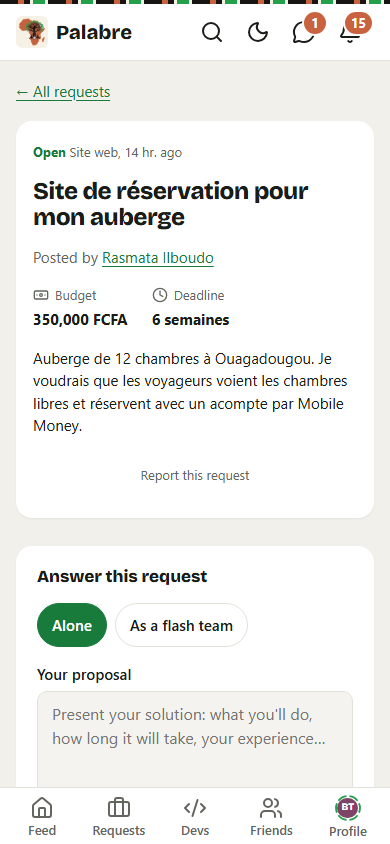 Palabre
1
15
← All requests
Open Site web, 14 hr. ago
Site de réservation pour
mon auberge
Posted by Rasmata Ilboudo
Budget
Deadline
350,000 FCFA
6 semaines
Auberge de 12 chambres à Ouagadougou. Je
voudrais que les voyageurs voient les chambres
libres et réservent avec un acompte par Mobile
Money.
Report this request
Answer this request
Alone
As a flash team
Your proposal
Present your solution: what you'll do,
how long it will take, your experience...
Feed
Requests
Devs
Friends
BT
Profile